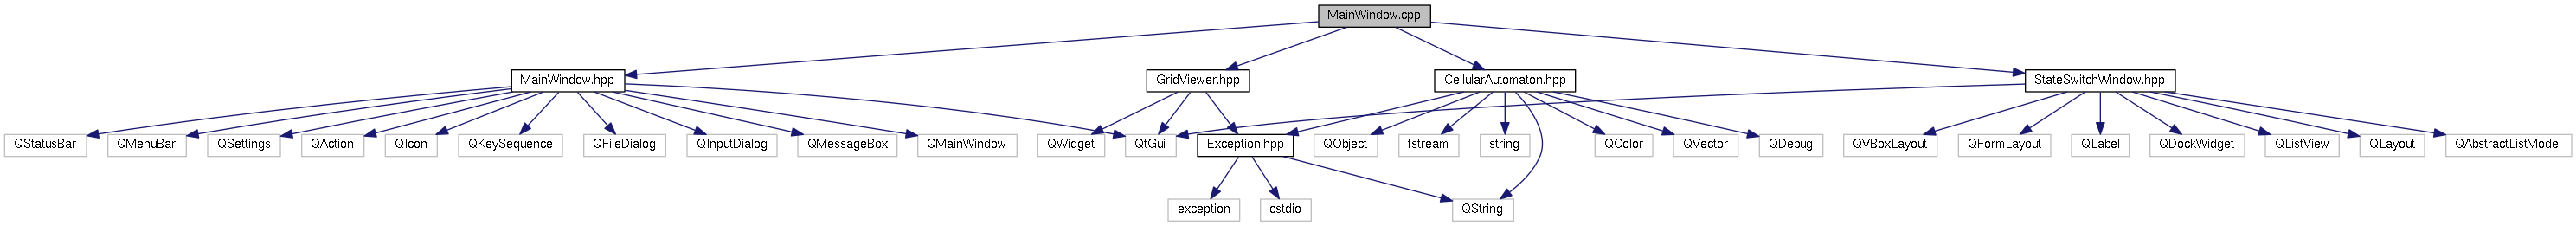 MainWindow.cpp
MainWindow.hpp
GridViewer.hpp
CellularAutomaton.hpp
StateSwitchWindow.hpp
QStatusBar
QMenuBar
QSettings
QAction
QIcon
QKeySequence
QFileDialog
QInputDialog
QMessageBox
QMainWindow
QWidget
QtGui
Exception.hpp
QObject
fstream
string
QColor
QVector
QDebug
QVBoxLayout
QFormLayout
QLabel
QDockWidget
QListView
QLayout
QAbstractListModel
exception
cstdio
QString